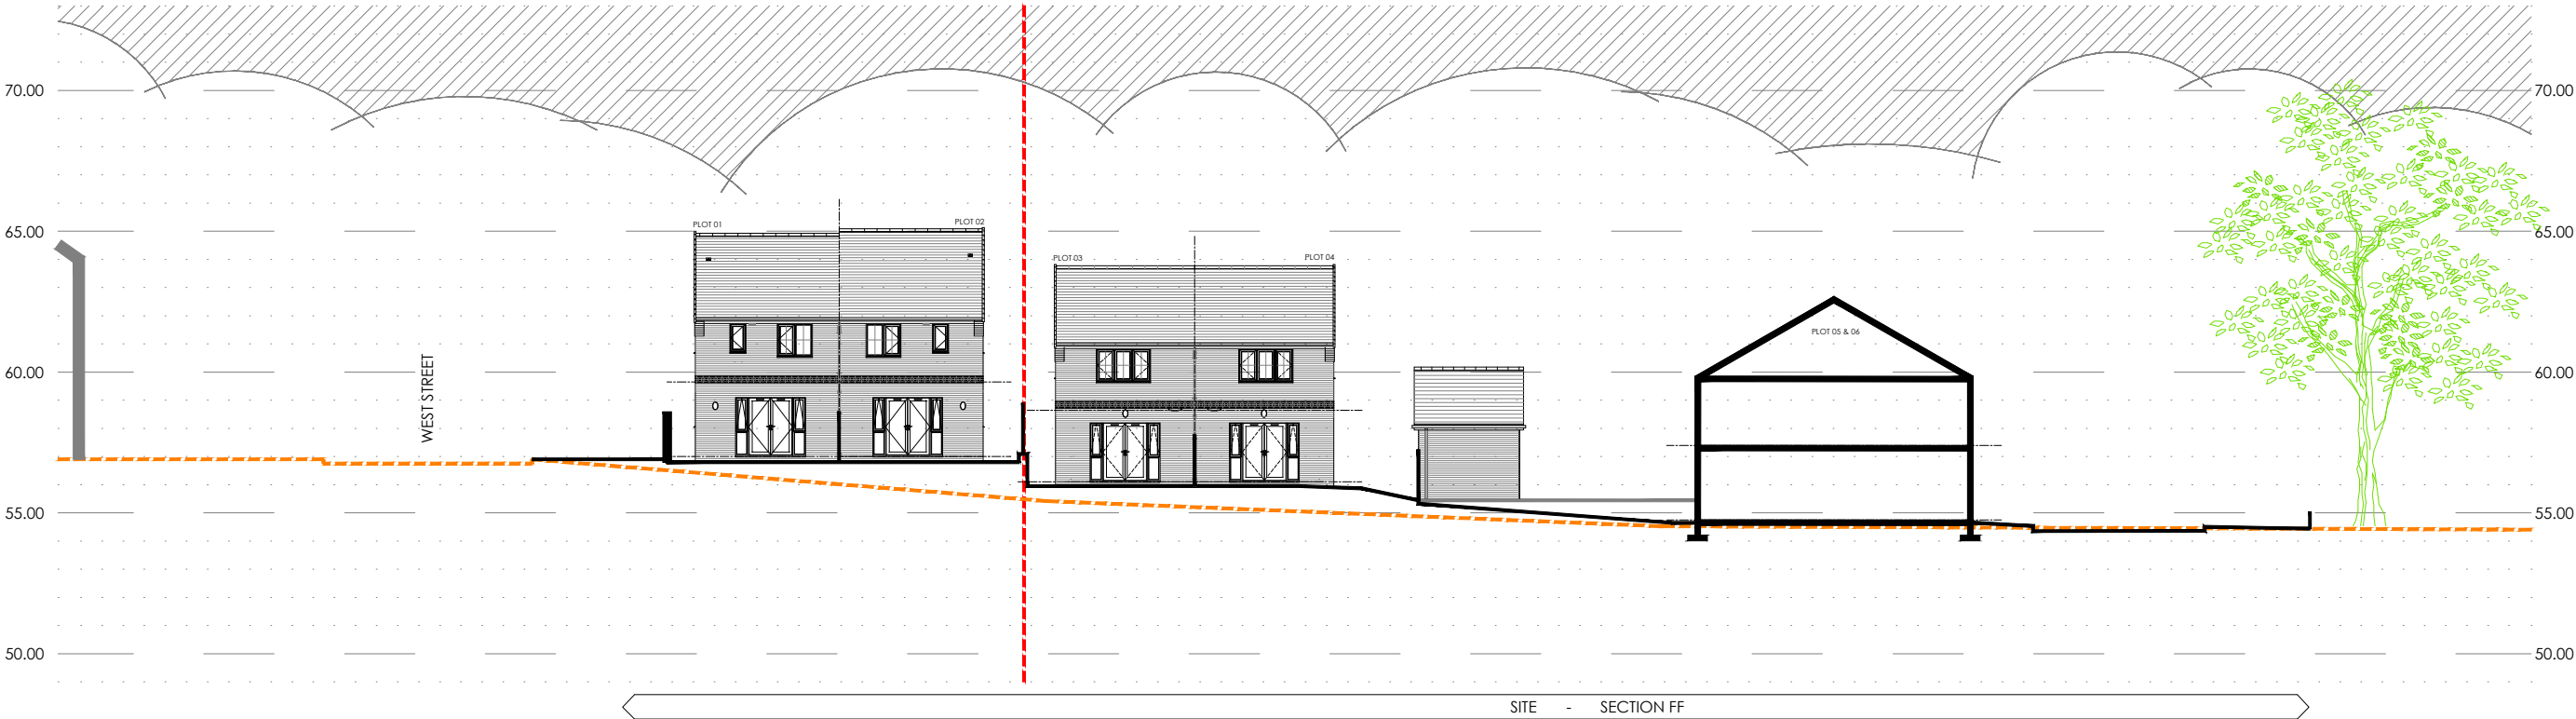 70.00
70.00
PLOT 01
PLOT 02
65.00
65.00
PLOT 03
PLOT 04
PLOT 05 & 06
WEST STREET
60.00
60.00
55.00
55.00
50.00
50.00
SITE - SECTION FF